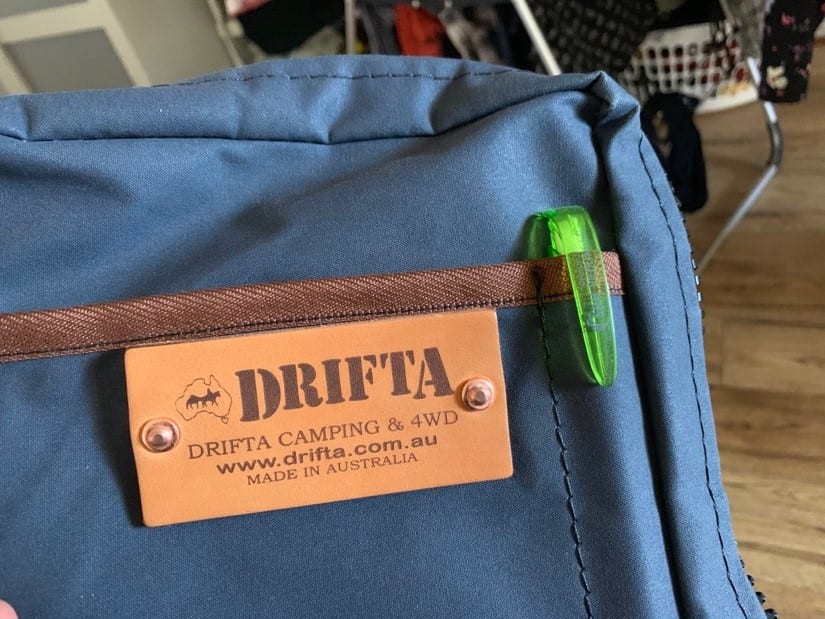 DRIFTA
DRIFTA CAMPING & 4WD
www.drifta.com.au
MADE IN AUSTRALIA